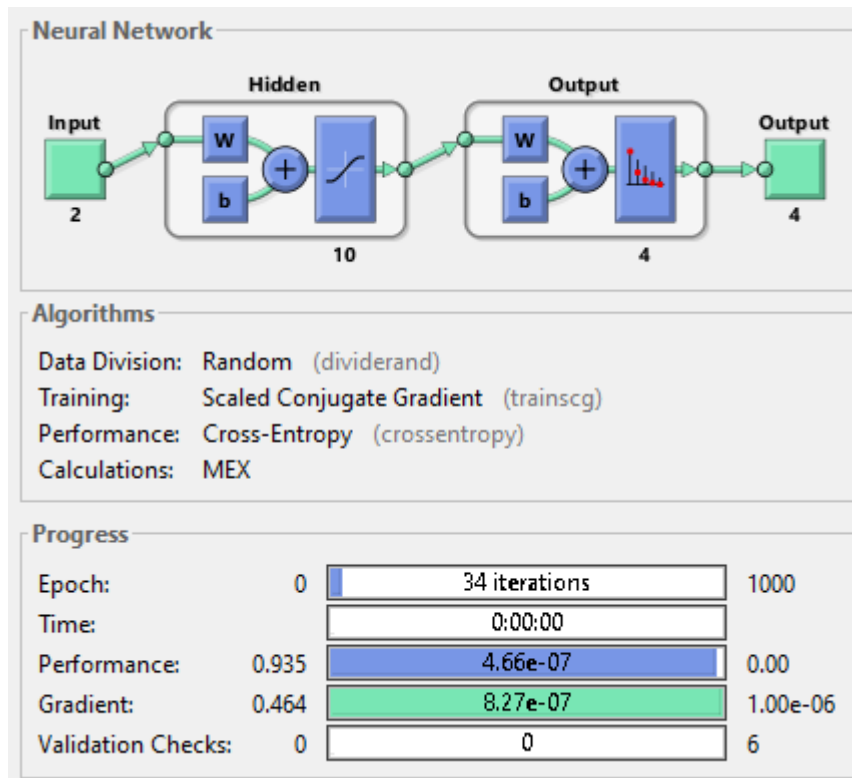 Neural Network
Hidden
Output
Input
W
b
+
W
b
+
Output
2
10
4
4
Algorithms
Data Division: Random (dividerand)
Training: Scaled Conjugate Gradient (trainscg)
Performance: Cross-Entropy (crossentropy)
Calculations: MEX
Progress
Epoch: 0 34 iterations 1000
Time: 0:00:00
Performance: 0.935 4.66e-07 0.00
Gradient: 0.464 8.27e-07 1.00e-06
Validation Checks: 0 0 6